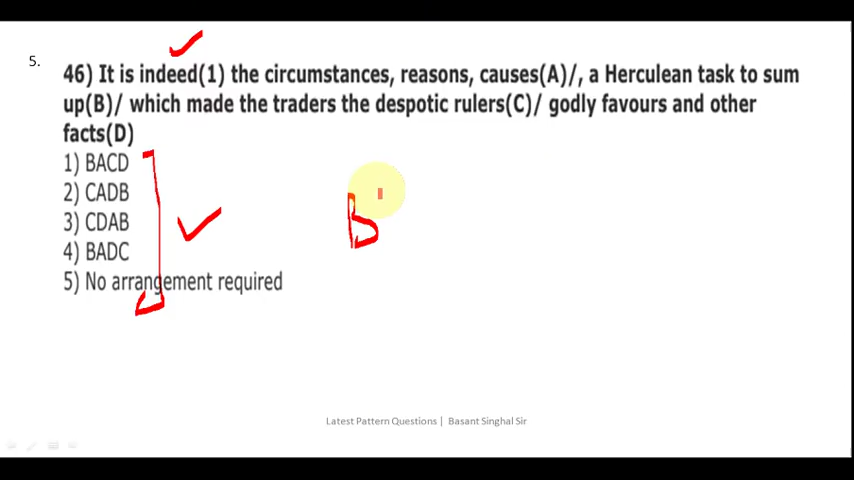 5.
46) It is indeed(1) the circumstances, reasons, causes(A)/, a Herculean task to sum
up(B)/ which made the traders the despotic rulers(C)/ godly favours and other
facts(D)
1) BACD
2) CADB
3) CDAB
4) BADC
5) No arrangement required
B
Latest Pattern Questions | Basant Singhal Sir